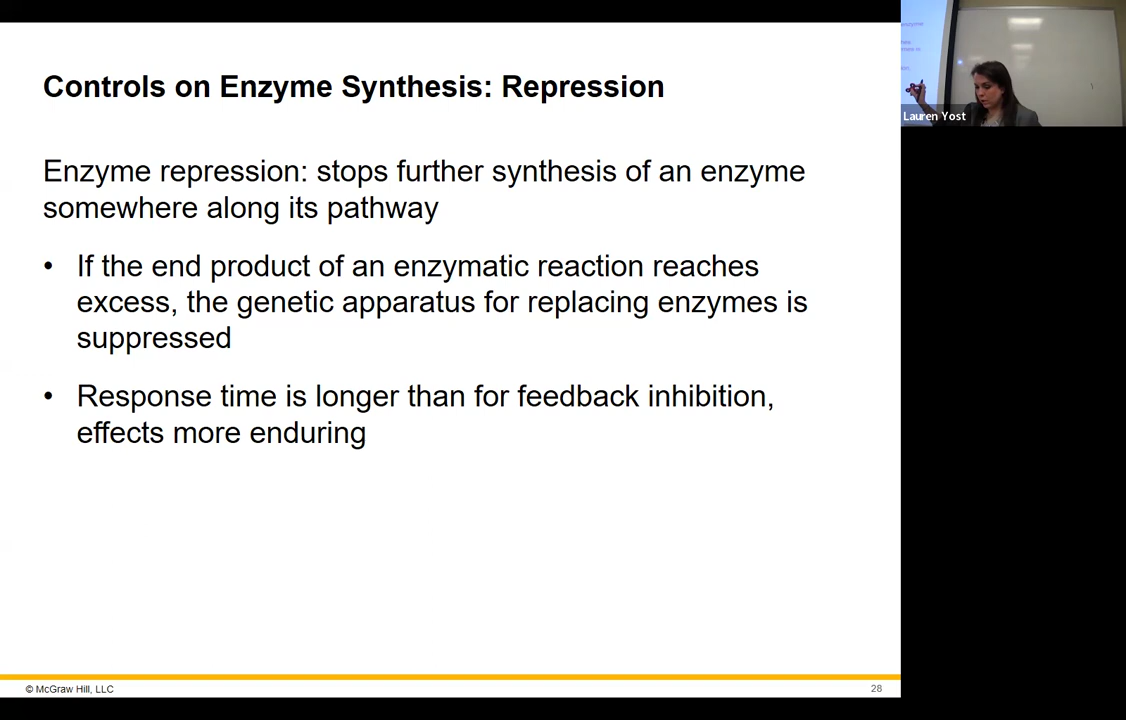 Controls on Enzyme Synthesis: Repression
Enzyme repression: stops further synthesis of an enzyme
somewhere along its pathway
• If the end product of an enzymatic reaction reaches
excess, the genetic apparatus for replacing enzymes is
suppressed
• Response time is longer than for feedback inhibition,
effects more enduring
© McGraw Hill, LLC
28
Lauren Yost